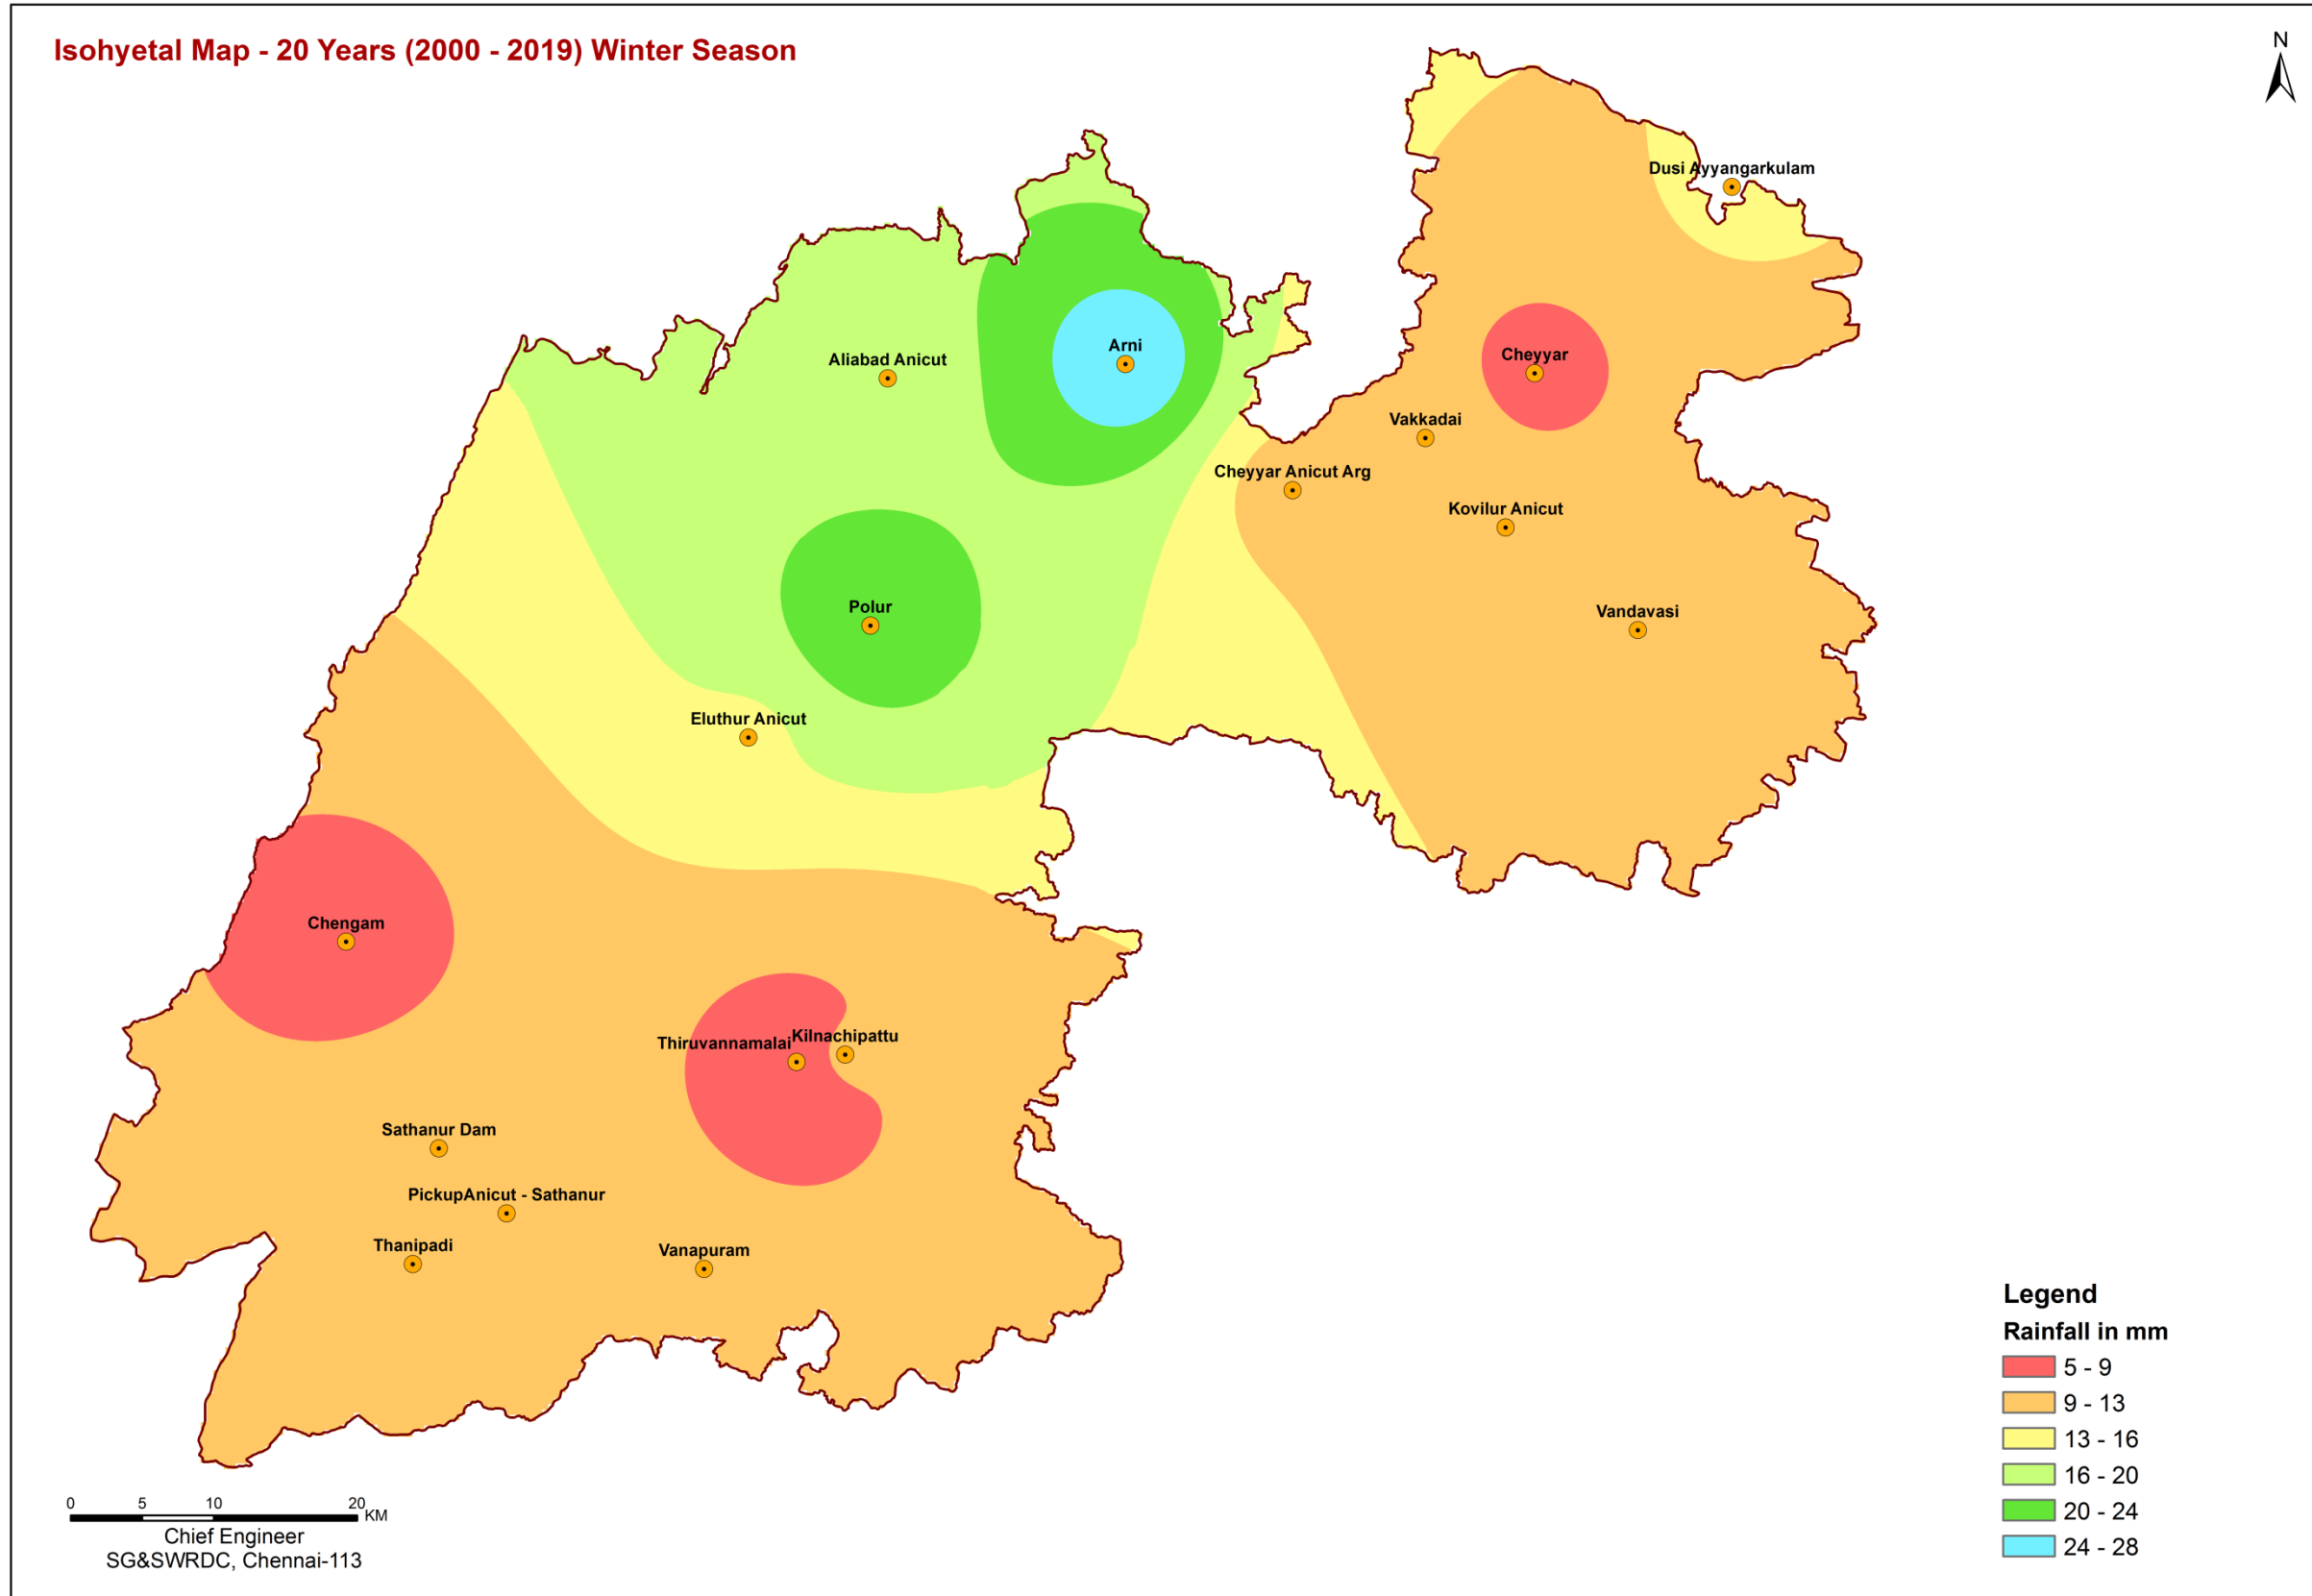 Isohyetal Map - 20 Years (2000 - 2019) Winter Season
N
Dusi Ayyangarkulam
Arni
Aliabad Anicut
Cheyyar
Vakkadai
Cheyyar Anicut Arg
Kovilur Anicut
Polur
Vandavasi
Eluthur Anicut
Chengam
Thiruvannamalai
Kilnachipattu
Sathanur Dam
PickupAnicut - Sathanur
Thanipadi
Vanapuram
Legend
Rainfall in mm
5 - 9
9 - 13
13 - 16
16 - 20
20 - 24
24 - 28
0 5 10 20
KM
Chief Engineer
SG&SWRDC, Chennai-113